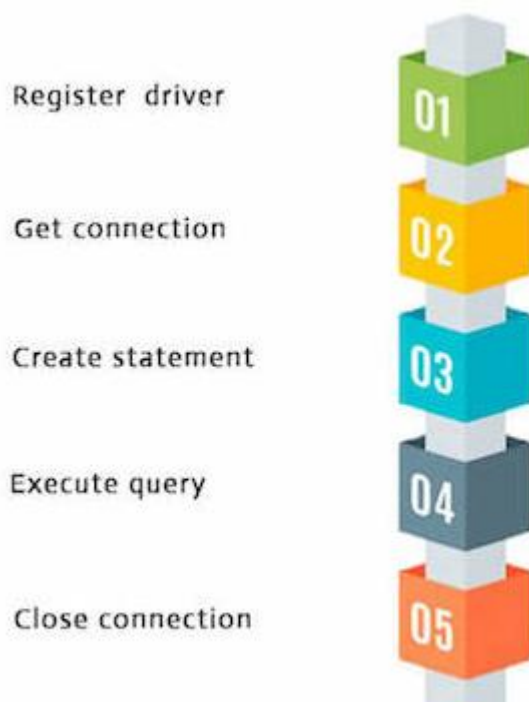 Register driver
01
Get connection
02
Create statement
03
Execute query
04
Close connection
05